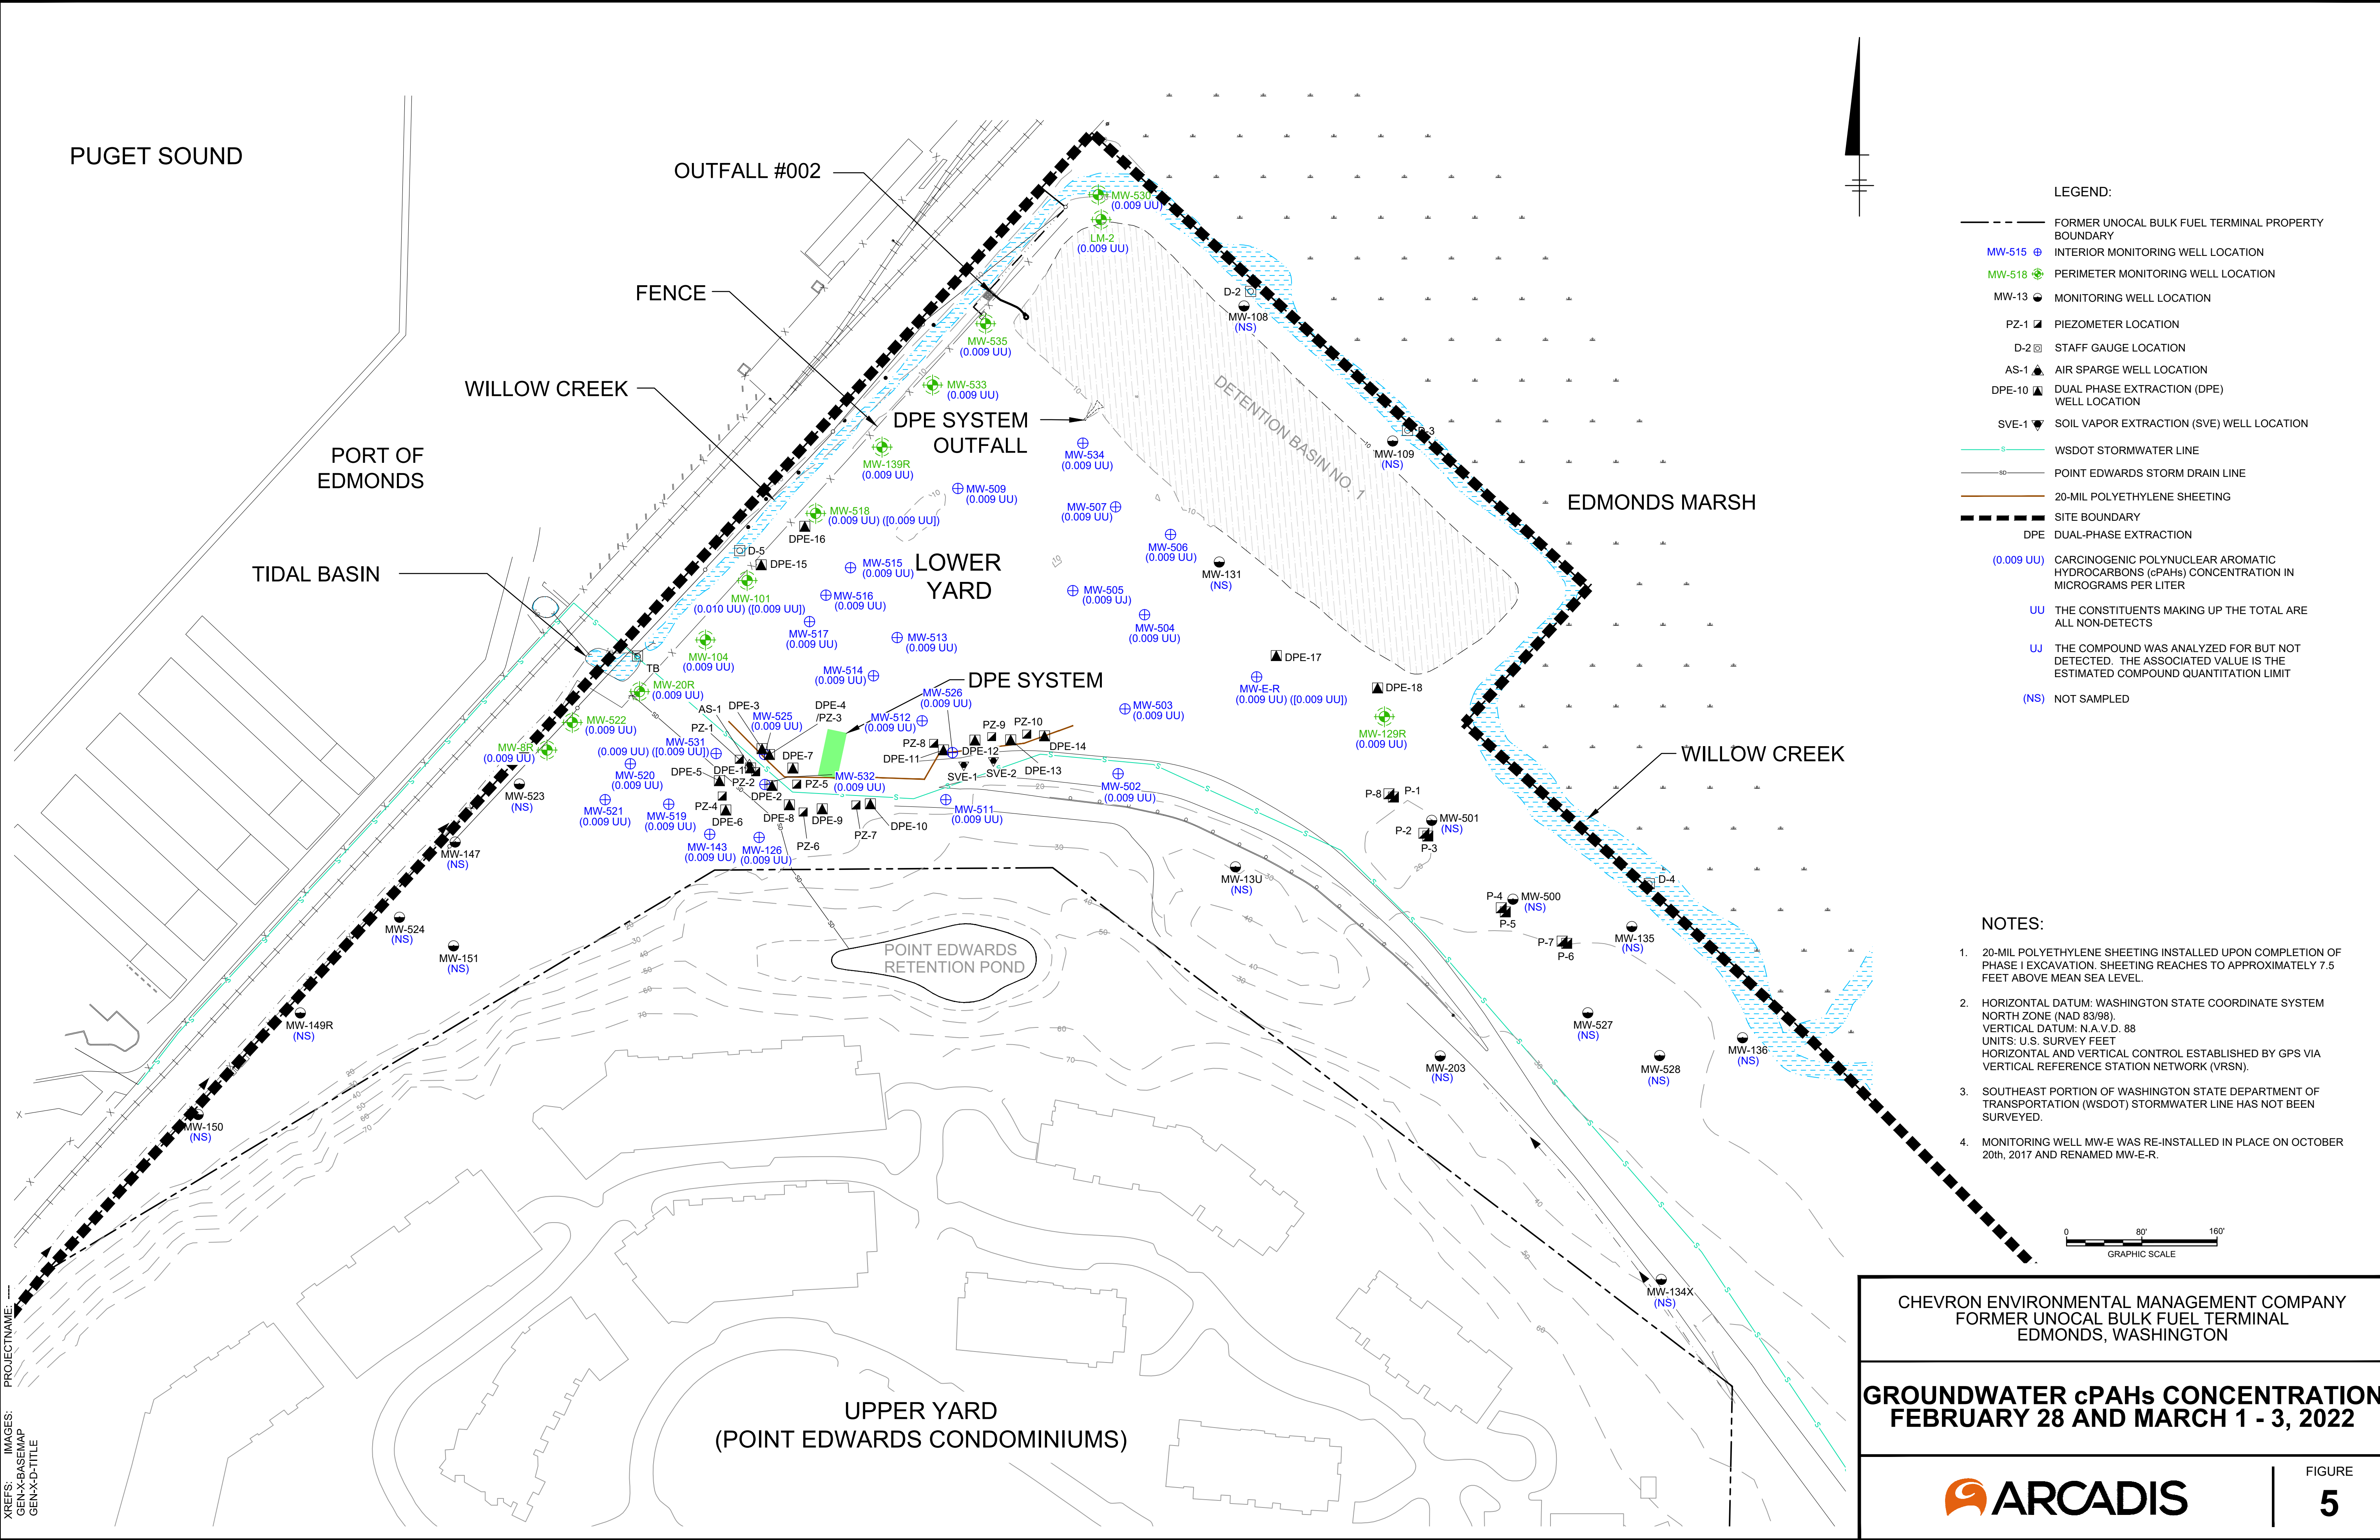 PUGET SOUND
OUTFALL #002
FENCE
WILLOW CREEK
PORT OF
EDMONDS
TIDAL BASIN
DPE SYSTEM
OUTFALL
LOWER
YARD
DPE SYSTEM
DETENTION BASIN NO. 1
EDMONDS MARSH
WILLOW CREEK
POINT EDWARDS
RETENTION POND
UPPER YARD
(POINT EDWARDS CONDOMINIUMS)
MW-530
(0.009 UU)
LM-2
(0.009 UU)
D-2
MW-108
(NS)
MW-535
(0.009 UU)
MW-533
(0.009 UU)
MW-139R
(0.009 UU)
MW-534
(0.009 UU)
D-3
MW-109
(NS)
MW-509
(0.009 UU)
MW-507
(0.009 UU)
MW-518
(0.009 UU) ([0.009 UU])
DPE-16
D-5
DPE-15
MW-506
(0.009 UU)
MW-515
(0.009 UU)
MW-131
(NS)
MW-101
(0.010 UU) ([0.009 UU])
MW-516
(0.009 UU)
MW-505
(0.009 UJ)
MW-517
(0.009 UU)
MW-513
(0.009 UU)
MW-504
(0.009 UU)
MW-104
(0.009 UU)
TB
MW-514
(0.009 UU)
DPE-17
MW-20R
(0.009 UU)
MW-526
(0.009 UU)
MW-E-R
(0.009 UU) ([0.009 UU])
DPE-18
AS-1
DPE-3
DPE-4
/PZ-3
MW-525
(0.009 UU)
MW-512
(0.009 UU)
MW-503
(0.009 UU)
MW-522
(0.009 UU)
PZ-1
PZ-9
PZ-10
MW-129R
(0.009 UU)
MW-8R
(0.009 UU)
MW-531
(0.009 UU) ([0.009 UU])
PZ-8
DPE-11
DPE-12
DPE-14
DPE-7
DPE-5
DPE-1
PZ-2
MW-520
(0.009 UU)
SVE-1
SVE-2
DPE-13
MW-532
(0.009 UU)
PZ-5
MW-523
(NS)
DPE-2
MW-502
(0.009 UU)
MW-521
(0.009 UU)
MW-519
(0.009 UU)
PZ-4
DPE-6
DPE-8
DPE-9
DPE-10
PZ-7
PZ-6
MW-511
(0.009 UU)
P-8
P-1
MW-501
(NS)
P-2
P-3
MW-143
(0.009 UU)
MW-126
(0.009 UU)
MW-147
(NS)
MW-13U
(NS)
D-4
MW-524
(NS)
MW-151
(NS)
P-4
MW-500
(NS)
P-5
P-7
P-6
MW-135
(NS)
MW-149R
(NS)
MW-527
(NS)
MW-203
(NS)
MW-528
(NS)
MW-136
(NS)
MW-150
(NS)
MW-134X
(NS)
LEGEND:
FORMER UNOCAL BULK FUEL TERMINAL PROPERTY
BOUNDARY
MW-515 INTERIOR MONITORING WELL LOCATION
MW-518 PERIMETER MONITORING WELL LOCATION
MW-13 MONITORING WELL LOCATION
PZ-1 PIEZOMETER LOCATION
D-2 STAFF GAUGE LOCATION
AS-1 AIR SPARGE WELL LOCATION
DPE-10 DUAL PHASE EXTRACTION (DPE)
WELL LOCATION
SVE-1 SOIL VAPOR EXTRACTION (SVE) WELL LOCATION
S WSDOT STORMWATER LINE
SD POINT EDWARDS STORM DRAIN LINE
20-MIL POLYETHYLENE SHEETING
SITE BOUNDARY
DPE DUAL-PHASE EXTRACTION
(0.009 UU) CARCINOGENIC POLYNUCLEAR AROMATIC
HYDROCARBONS (cPAHs) CONCENTRATION IN
MICROGRAMS PER LITER
UU THE CONSTITUENTS MAKING UP THE TOTAL ARE
ALL NON-DETECTS
UJ THE COMPOUND WAS ANALYZED FOR BUT NOT
DETECTED. THE ASSOCIATED VALUE IS THE
ESTIMATED COMPOUND QUANTITATION LIMIT
(NS) NOT SAMPLED
NOTES:
1. 20-MIL POLYETHYLENE SHEETING INSTALLED UPON COMPLETION OF
PHASE I EXCAVATION. SHEETING REACHES TO APPROXIMATELY 7.5
FEET ABOVE MEAN SEA LEVEL.
2. HORIZONTAL DATUM: WASHINGTON STATE COORDINATE SYSTEM
NORTH ZONE (NAD 83/98).
VERTICAL DATUM: N.A.V.D. 88
UNITS: U.S. SURVEY FEET
HORIZONTAL AND VERTICAL CONTROL ESTABLISHED BY GPS VIA
VERTICAL REFERENCE STATION NETWORK (VRSN).
3. SOUTHEAST PORTION OF WASHINGTON STATE DEPARTMENT OF
TRANSPORTATION (WSDOT) STORMWATER LINE HAS NOT BEEN
SURVEYED.
4. MONITORING WELL MW-E WAS RE-INSTALLED IN PLACE ON OCTOBER
20th, 2017 AND RENAMED MW-E-R.
0 80' 160'
GRAPHIC SCALE
CHEVRON ENVIRONMENTAL MANAGEMENT COMPANY
FORMER UNOCAL BULK FUEL TERMINAL
EDMONDS, WASHINGTON
GROUNDWATER cPAHs CONCENTRATION
FEBRUARY 28 AND MARCH 1 - 3, 2022
ARCADIS
FIGURE
5
XREFS: IMAGES: PROJECTNAME: ----
GEN-X-BASEMAP
GEN-X-D-TITLE